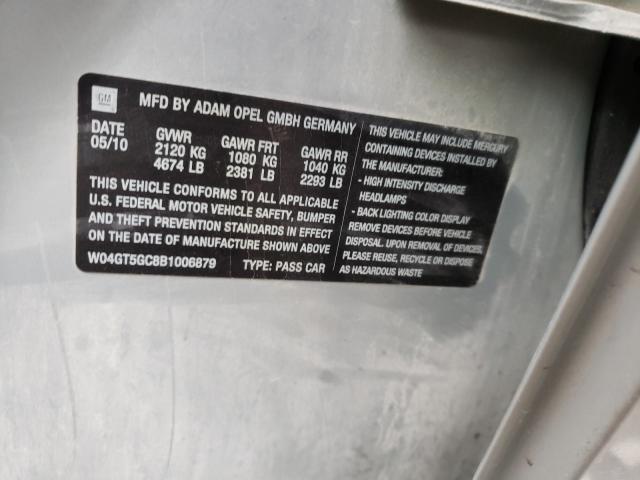 GM
MFD BY ADAM OPEL GMBH GERMANY
DATE GVWR GAWR FRT GAWR RR
05/10 2120 KG 1080 KG 1040 KG
4674 LB 2381 LB 2293 LB
THIS VEHICLE CONFORMS TO ALL APPLICABLE
U.S. FEDERAL MOTOR VEHICLE SAFETY, BUMPER
AND THEFT PREVENTION STANDARDS IN EFFECT
ON THE DATE OF MANUFACTURE SHOWN ABOVE
W04GT5GC8B1006879 TYPE: PASS CAR
THIS VEHICLE MAY INCLUDE MERCURY
CONTAINING DEVICES INSTALLED BY
THE MANUFACTURER:
- HIGH INTENSITY DISCHARGE
HEADLAMPS
- BACK LIGHTING COLOR DISPLAY
REMOVE DEVICES BEFORE VEHICLE
DISPOSAL. UPON REMOVAL OF DEVICES,
PLEASE REUSE, RECYCLE OR DISPOSE
AS HAZARDOUS WASTE